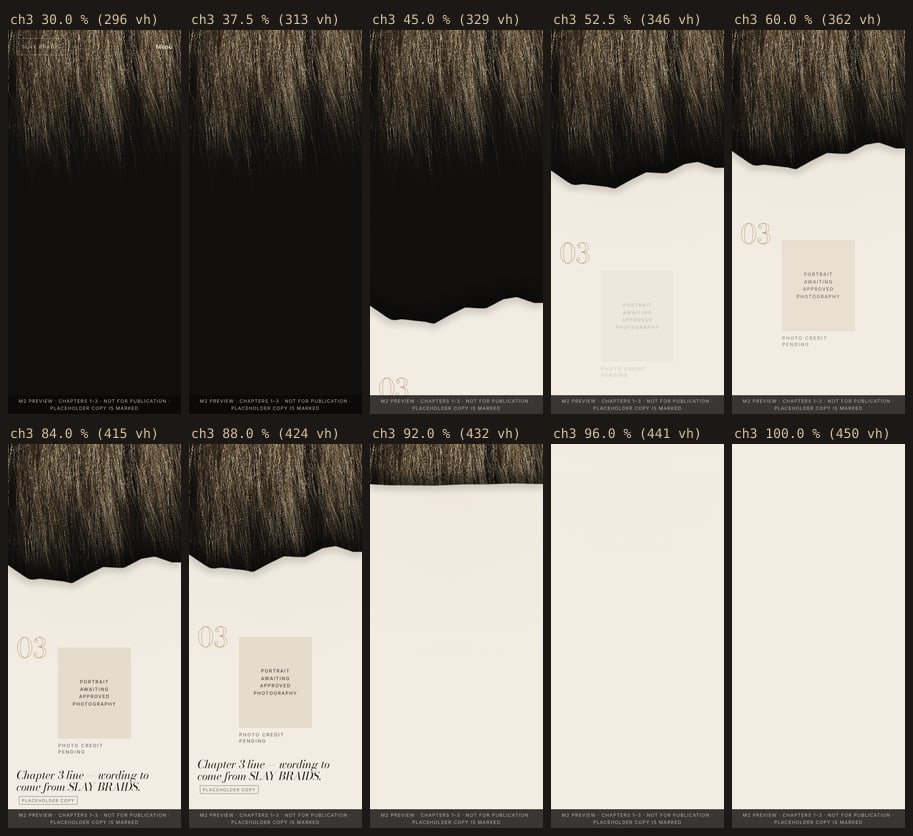 ch3 30.0 % (296 vh)
SLAY BRAIDS
Menu
M2 PREVIEW · CHAPTERS 1–3 · NOT FOR PUBLICATION ·
PLACEHOLDER COPY IS MARKED
ch3 37.5 % (313 vh)
M2 PREVIEW · CHAPTERS 1–3 · NOT FOR PUBLICATION ·
PLACEHOLDER COPY IS MARKED
ch3 45.0 % (329 vh)
03
M2 PREVIEW · CHAPTERS 1–3 · NOT FOR PUBLICATION ·
PLACEHOLDER COPY IS MARKED
ch3 52.5 % (346 vh)
03
PORTRAIT
AWAITING
APPROVED
PHOTOGRAPHY
PHOTO CREDIT
PENDING
M2 PREVIEW · CHAPTERS 1–3 · NOT FOR PUBLICATION ·
PLACEHOLDER COPY IS MARKED
ch3 60.0 % (362 vh)
03
PORTRAIT
AWAITING
APPROVED
PHOTOGRAPHY
PHOTO CREDIT
PENDING
M2 PREVIEW · CHAPTERS 1–3 · NOT FOR PUBLICATION ·
PLACEHOLDER COPY IS MARKED
ch3 84.0 % (415 vh)
03
PORTRAIT
AWAITING
APPROVED
PHOTOGRAPHY
PHOTO CREDIT
PENDING
Chapter 3 line — wording to
come from SLAY BRAIDS.
PLACEHOLDER COPY
M2 PREVIEW · CHAPTERS 1–3 · NOT FOR PUBLICATION ·
PLACEHOLDER COPY IS MARKED
ch3 88.0 % (424 vh)
03
PORTRAIT
AWAITING
APPROVED
PHOTOGRAPHY
PHOTO CREDIT
PENDING
Chapter 3 line — wording to
come from SLAY BRAIDS.
PLACEHOLDER COPY
M2 PREVIEW · CHAPTERS 1–3 · NOT FOR PUBLICATION ·
PLACEHOLDER COPY IS MARKED
ch3 92.0 % (432 vh)
M2 PREVIEW · CHAPTERS 1–3 · NOT FOR PUBLICATION ·
PLACEHOLDER COPY IS MARKED
ch3 96.0 % (441 vh)
M2 PREVIEW · CHAPTERS 1–3 · NOT FOR PUBLICATION ·
PLACEHOLDER COPY IS MARKED
ch3 100.0 % (450 vh)
M2 PREVIEW · CHAPTERS 1–3 · NOT FOR PUBLICATION ·
PLACEHOLDER COPY IS MARKED